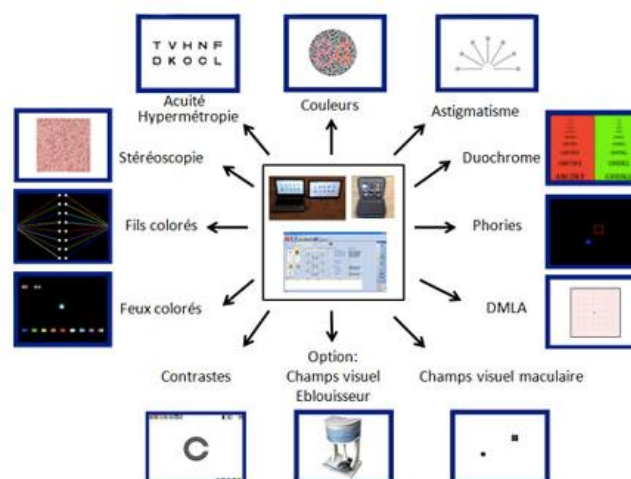 T V H N F
D K O C L
Acuité
Hypermétropie
Couleurs
Astigmatisme
Stéréoscopie
Duochrome
Fils colorés
Phories
Feux colorés
DMLA
Contrastes
Option:
Champs visuel
Eblouisseur
Champs visuel maculaire
C